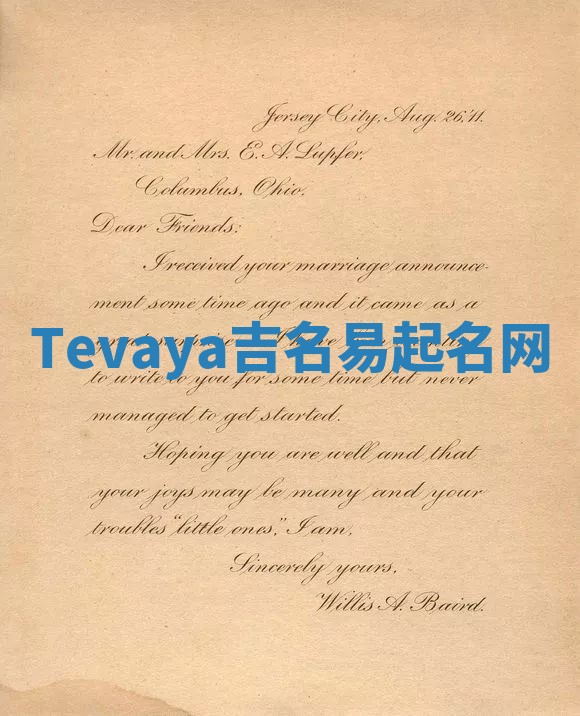 Jersey City, Aug. 26,'11.
Mr. and Mrs. E. A. Lupfer,
Columbus, Ohio.
Dear Friends:
I received your marriage announce-
ment some time ago and it came as a
Tevaya吉名易起名网
to write to you for some time but never
managed to get started.
Hoping you are well and that
your joys may be many and your
troubles "little ones," I am,
Sincerely yours,
Willis A. Baird.